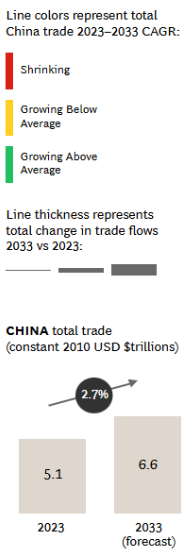 Line colors represent total
China trade 2023–2033 CAGR:
Shrinking
Growing Below
Average
Growing Above
Average
Line thickness represents
total change in trade flows
2033 vs 2023:
CHINA total trade
(constant 2010 USD $trillions)
2.7%
5.1
6.6
2023
2033
(forecast)